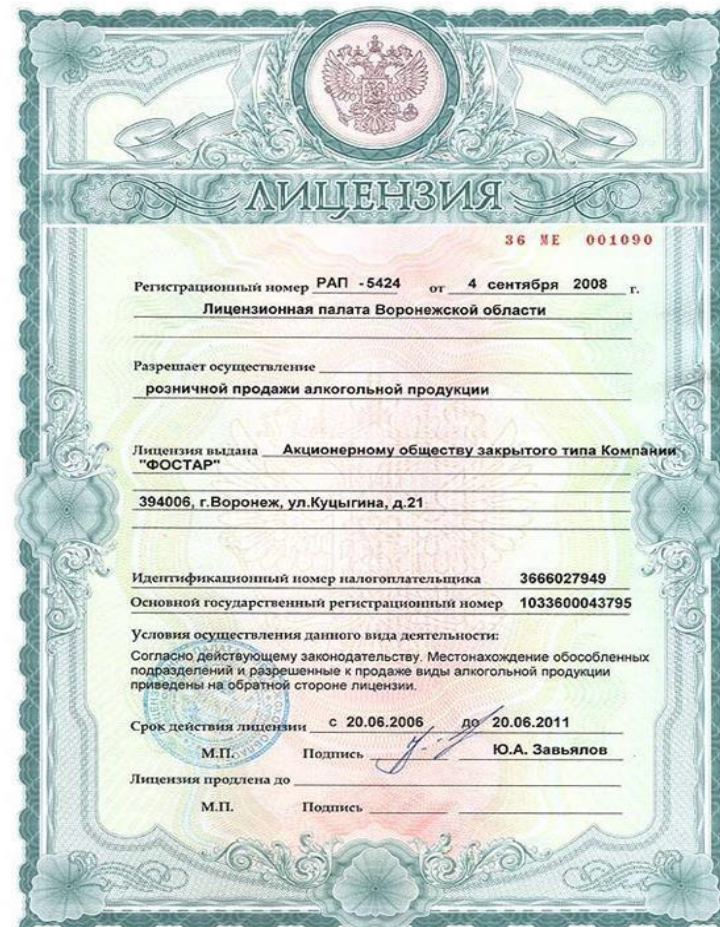 ЛИЦЕНЗИЯ
36 МЕ 001090
Регистрационный номер РАП - 5424 от 4 сентября 2008 г.
Лицензионная палата Воронежской области
Разрешает осуществление
розничной продажи алкогольной продукции
Лицензия выдана Акционерному обществу закрытого типа Компании
"ФОСТАР"
394006, г.Воронеж, ул.Куцыгина, д.21
Идентификационный номер налогоплательщика 3666027949
Основной государственный регистрационный номер 1033600043795
Условия осуществления данного вида деятельности:
Согласно действующему законодательству. Местонахождение обособленных
подразделений и разрешенные к продаже виды алкогольной продукции
приведены на обратной стороне лицензии.
Срок действия лицензии с 20.06.2006 до 20.06.2011
М.П. Подпись Ю.А. Завьялов
Лицензия продлена до
М.П. Подпись